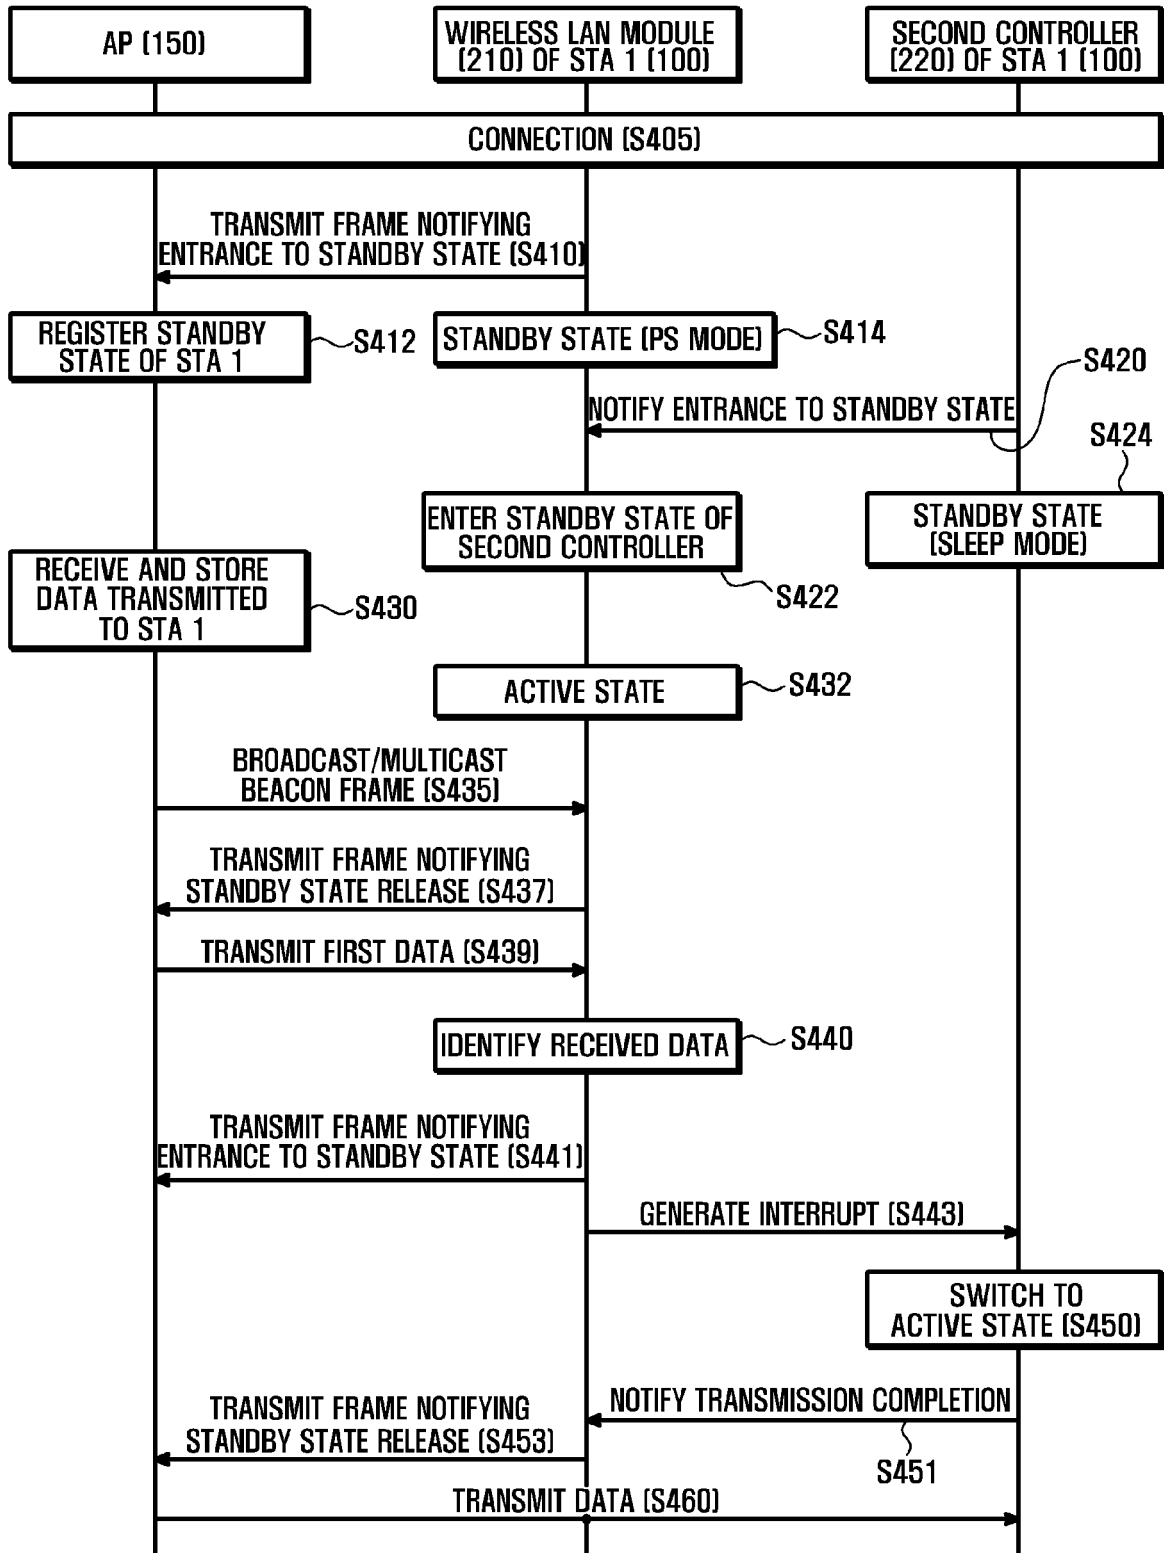 AP (150)
WIRELESS LAN MODULE
(210) OF STA 1 (100)
SECOND CONTROLLER
(220) OF STA 1 (100)
CONNECTION (S405)
TRANSMIT FRAME NOTIFYING
ENTRANCE TO STANDBY STATE (S410)
REGISTER STANDBY
STATE OF STA 1
S412
STANDBY STATE (PS MODE)
S414
S420
NOTIFY ENTRANCE TO STANDBY STATE
S424
ENTER STANDBY STATE OF
SECOND CONTROLLER
S422
STANDBY STATE
(SLEEP MODE)
RECEIVE AND STORE
DATA TRANSMITTED
TO STA 1
S430
ACTIVE STATE
S432
BROADCAST/MULTICAST
BEACON FRAME (S435)
TRANSMIT FRAME NOTIFYING
STANDBY STATE RELEASE (S437)
TRANSMIT FIRST DATA (S439)
IDENTIFY RECEIVED DATA
S440
TRANSMIT FRAME NOTIFYING
ENTRANCE TO STANDBY STATE (S441)
GENERATE INTERRUPT (S443)
SWITCH TO
ACTIVE STATE (S450)
NOTIFY TRANSMISSION COMPLETION
S451
TRANSMIT FRAME NOTIFYING
STANDBY STATE RELEASE (S453)
TRANSMIT DATA (S460)